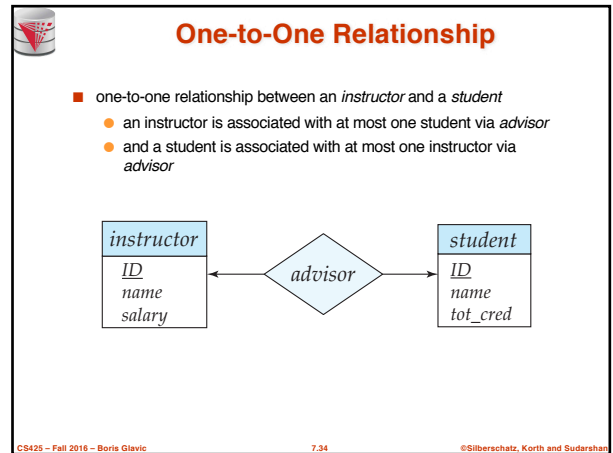 One-to-One Relationship
one-to-one relationship between an instructor and a student
an instructor is associated with at most one student via advisor
and a student is associated with at most one instructor via
advisor
instructor
ID
name
salary
advisor
student
ID
name
tot_cred
CS425 – Fall 2016 – Boris Glavic
7.34
©Silberschatz, Korth and Sudarshan